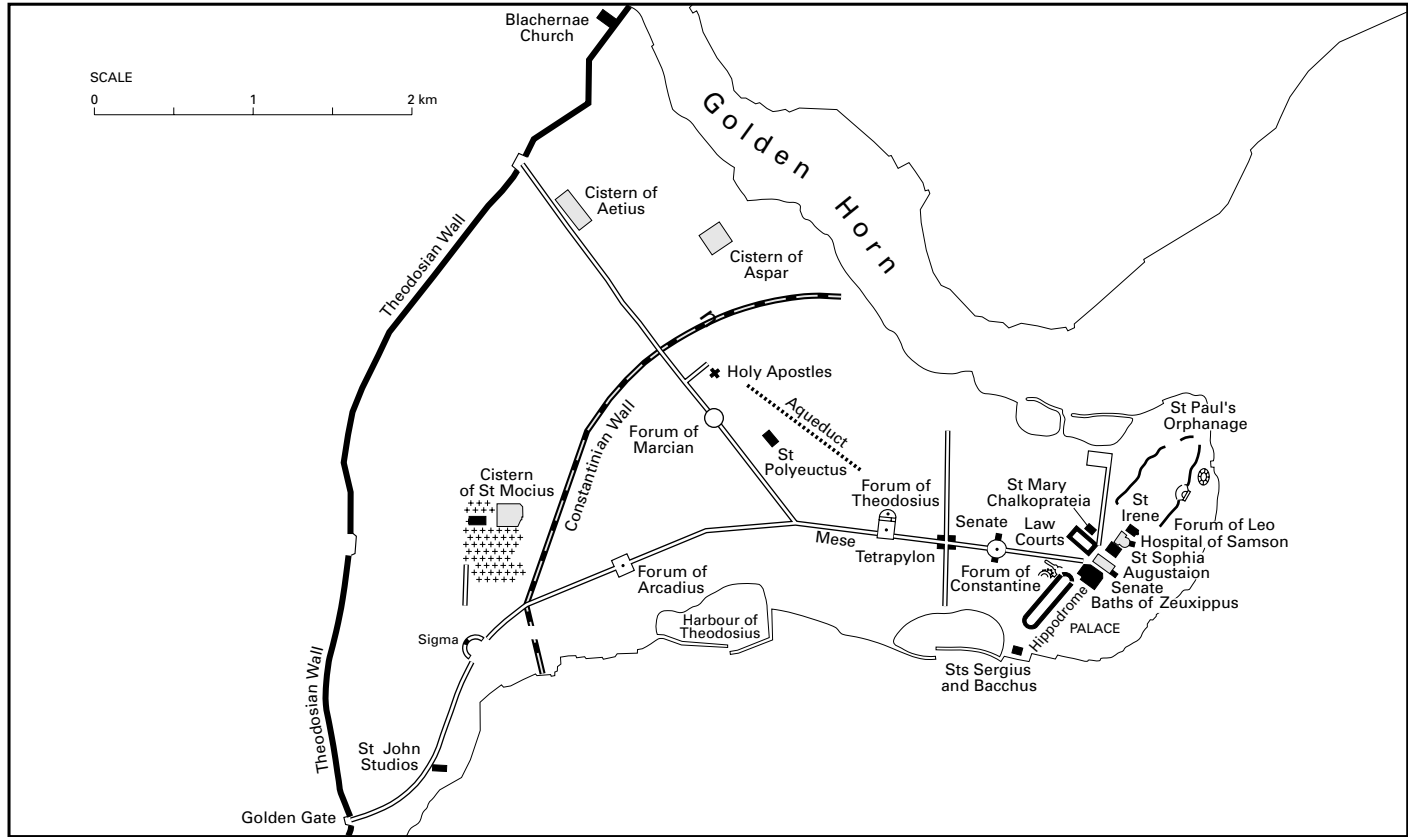 Blachernae
Church
SCALE
0 1 2 km
Golden Horn
Cistern of
Aetius
Theodosian Wall
Cistern of
Aspar
Holy Apostles
Aqueduct
St Paul's
Orphanage
Constantinian Wall
Forum of
Marcian
St
Polyeuctus
Cistern
of St Mocius
Forum of
Theodosius
St Mary
Chalkoprateia
St
Irene
Senate
Law
Courts
Forum of Leo
Hospital of Samson
St Sophia
Augustaion
Senate
Baths of Zeuxippus
Mese
Tetrapylon
Forum of
Constantine
Forum of
Arcadius
Hippodrome
PALACE
Harbour of
Theodosius
Sigma
Sts Sergius
and Bacchus
Theodosian Wall
St John
Studios
Golden Gate